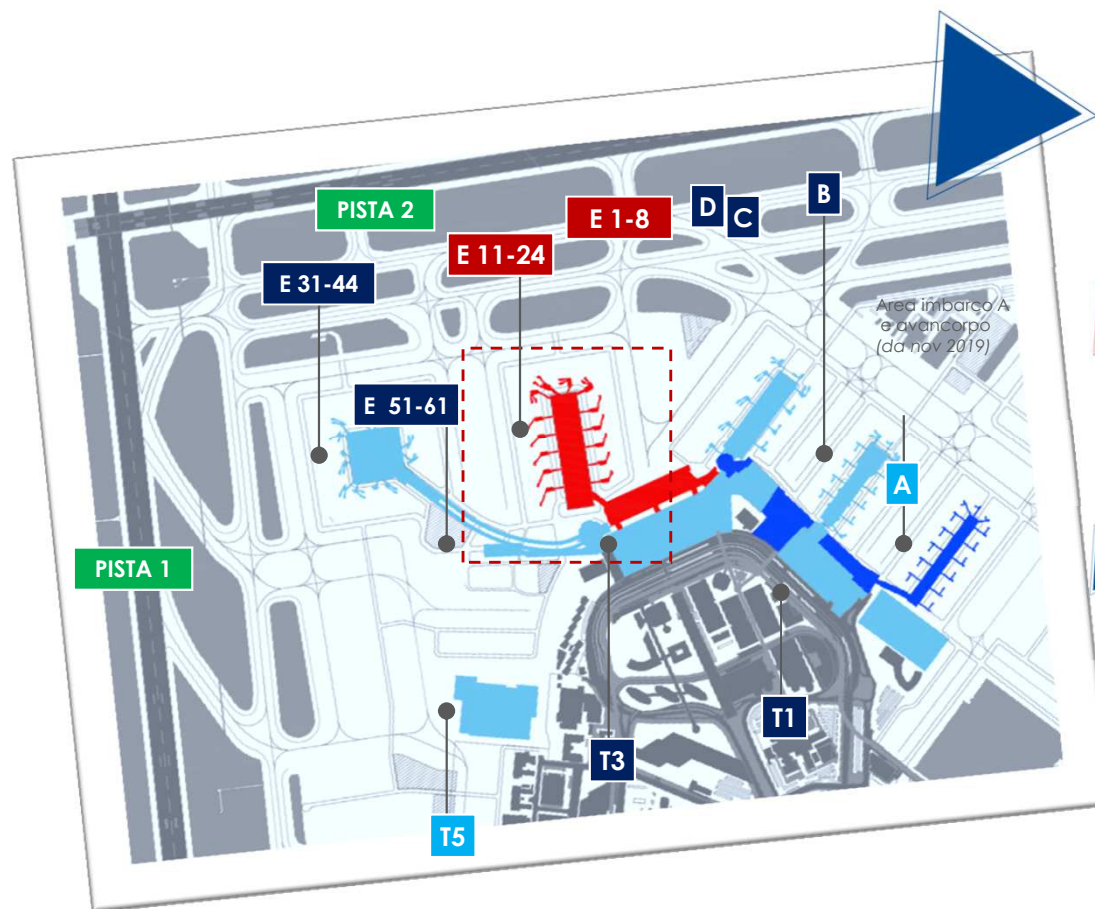 B
D
C
PISTA 2
E 1-8
E 11-24
E 31-44
Area imbarco A
e avancorpo
(da nov 2019)
E 51-61
A
PISTA 1
T1
T3
T5